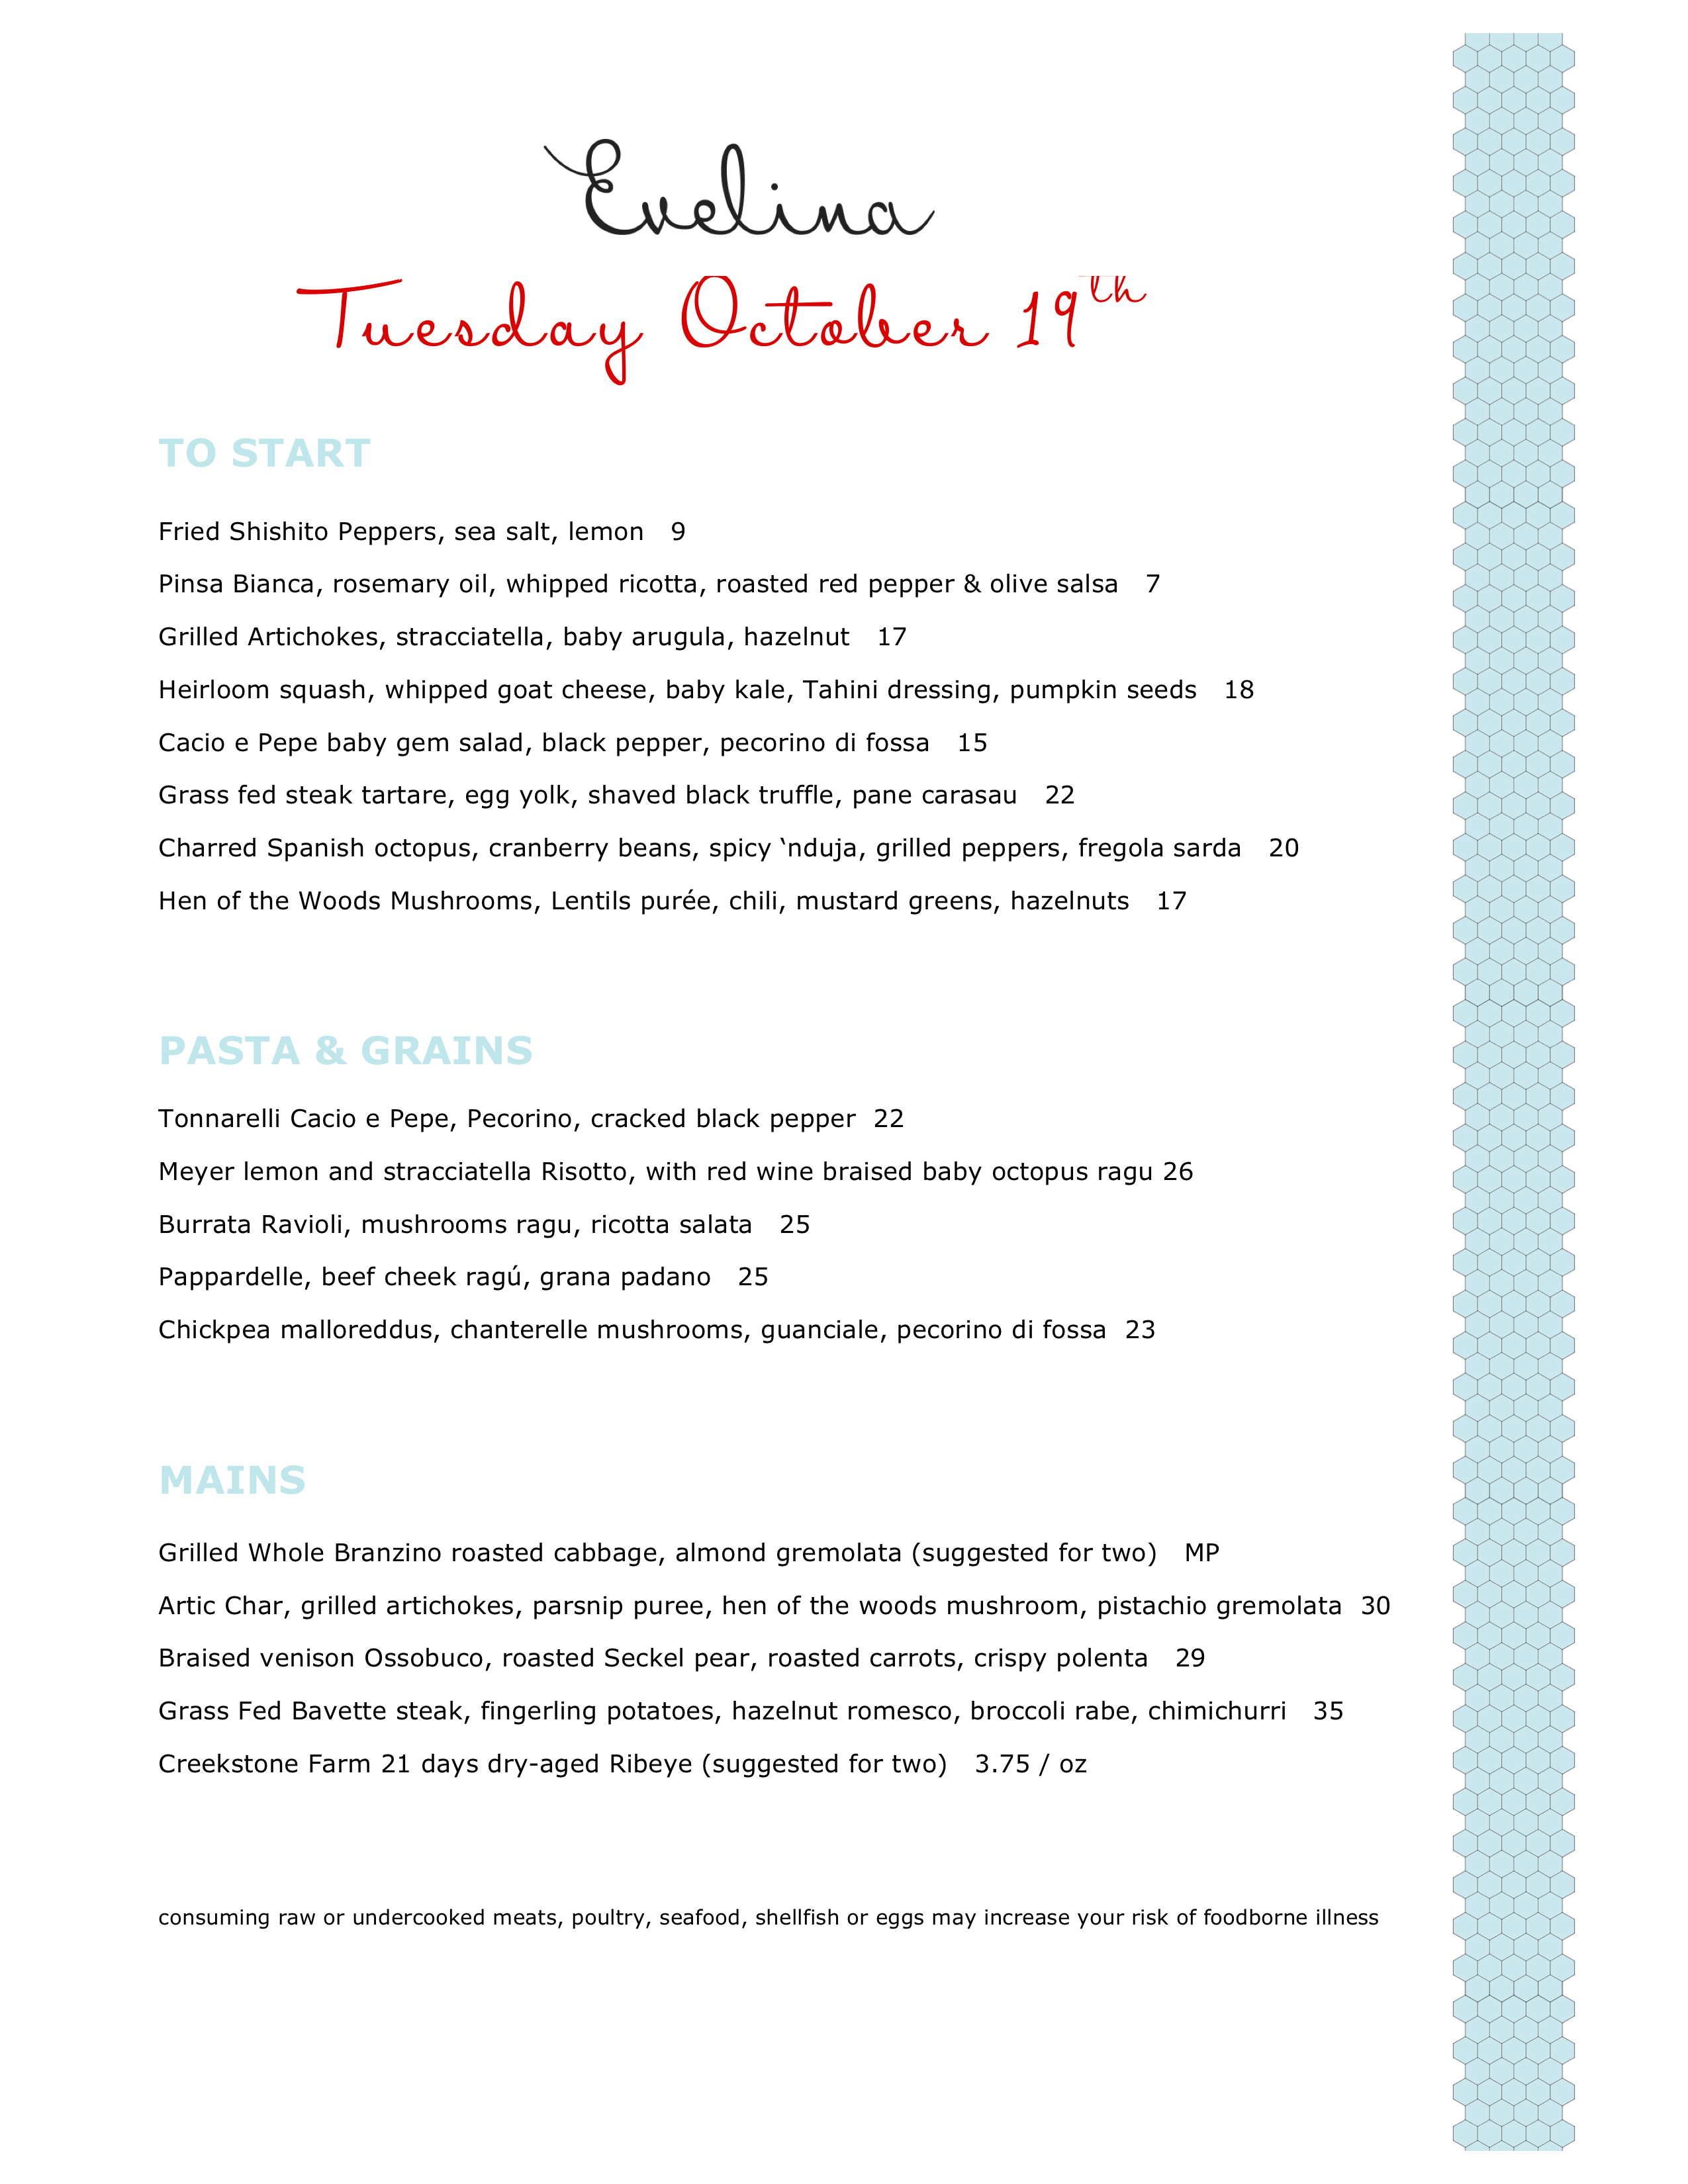 Evelina
Tuesday October 19th
TO START
Fried Shishito Peppers, sea salt, lemon 9
Pinsa Bianca, rosemary oil, whipped ricotta, roasted red pepper & olive salsa 7
Grilled Artichokes, stracciatella, baby arugula, hazelnut 17
Heirloom squash, whipped goat cheese, baby kale, Tahini dressing, pumpkin seeds 18
Cacio e Pepe baby gem salad, black pepper, pecorino di fossa 15
Grass fed steak tartare, egg yolk, shaved black truffle, pane carasau 22
Charred Spanish octopus, cranberry beans, spicy ‘nduja, grilled peppers, fregola sarda 20
Hen of the Woods Mushrooms, Lentils purée, chili, mustard greens, hazelnuts 17
PASTA & GRAINS
Tonnarelli Cacio e Pepe, Pecorino, cracked black pepper 22
Meyer lemon and stracciatella Risotto, with red wine braised baby octopus ragu 26
Burrata Ravioli, mushrooms ragu, ricotta salata 25
Pappardelle, beef cheek ragú, grana padano 25
Chickpea malloreddus, chanterelle mushrooms, guanciale, pecorino di fossa 23
MAINS
Grilled Whole Branzino roasted cabbage, almond gremolata (suggested for two) MP
Artic Char, grilled artichokes, parsnip puree, hen of the woods mushroom, pistachio gremolata 30
Braised venison Ossobuco, roasted Seckel pear, roasted carrots, crispy polenta 29
Grass Fed Bavette steak, fingerling potatoes, hazelnut romesco, broccoli rabe, chimichurri 35
Creekstone Farm 21 days dry-aged Ribeye (suggested for two) 3.75 / oz
consuming raw or undercooked meats, poultry, seafood, shellfish or eggs may increase your risk of foodborne illness